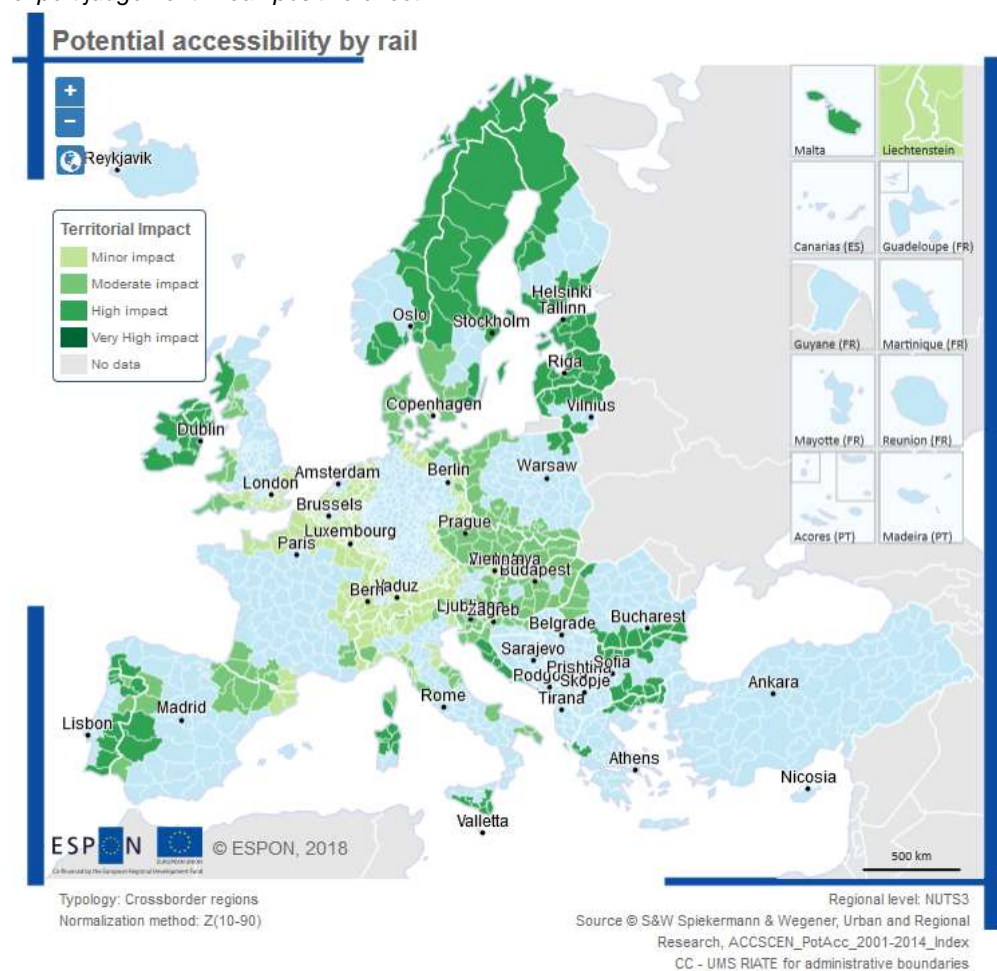 Potential accessibility by rail
+
−
Reykjavik
Territorial Impact
Minor impact
Moderate impact
High impact
Very High impact
No data
Malta
Liechtenstein
Canarias (ES)
Guadeloupe (FR)
Guyane (FR)
Martinique (FR)
Mayotte (FR)
Reunion (FR)
Acores (PT)
Madeira (PT)
Helsinki
Oslo
Stockholm
Tallinn
Riga
Copenhagen
Vilnius
Dublin
Amsterdam
Berlin
Warsaw
London
Brussels
Luxembourg
Prague
Paris
Budapest
Bern
Vaduz
Zagreb
Belgrade
Bucharest
Sarajevo
Prishtina
Sofia
Skopje
Madrid
Rome
Tirana
Ankara
Lisbon
Athens
Nicosia
Valletta
ESPON
© ESPON, 2018
500 km
Typology: Crossborder regions
Normalization method: Z(10-90)
Regional level: NUTS3
Source © S&W Spiekermann & Wegener, Urban and Regional
Research, ACCSCEN_PotAcc_2001-2014_Index
CC - UMS RIATE for administrative boundaries